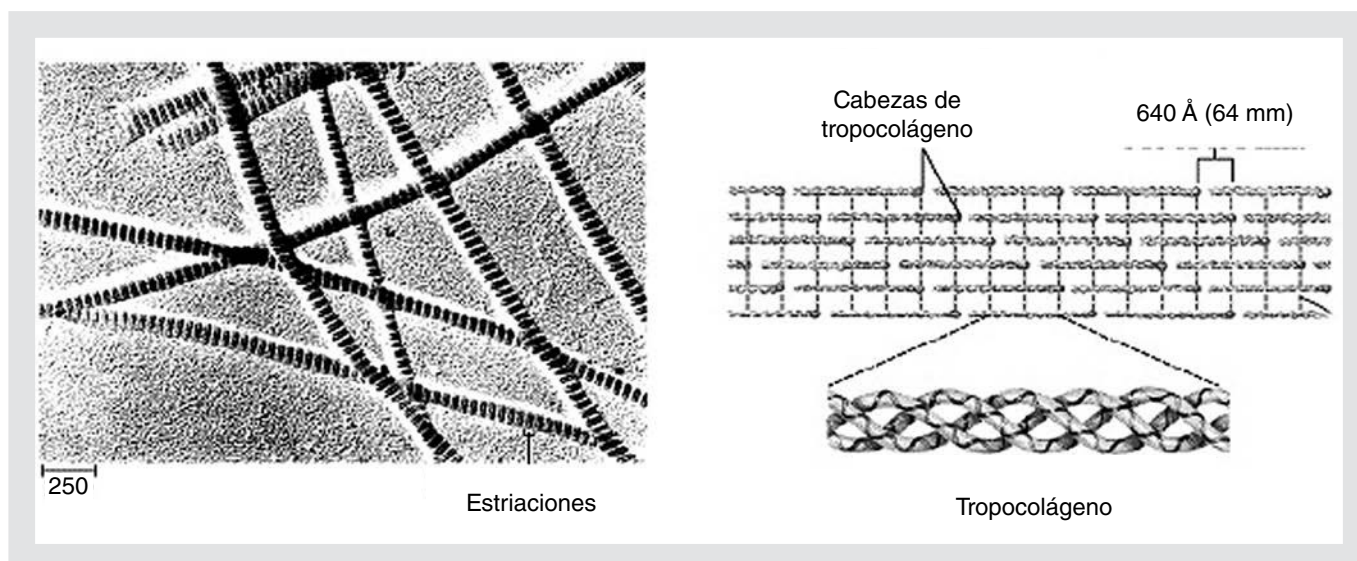 Cabezas de
tropocolágeno
640 Å (64 mm)
250
Estriaciones
Tropocolágeno